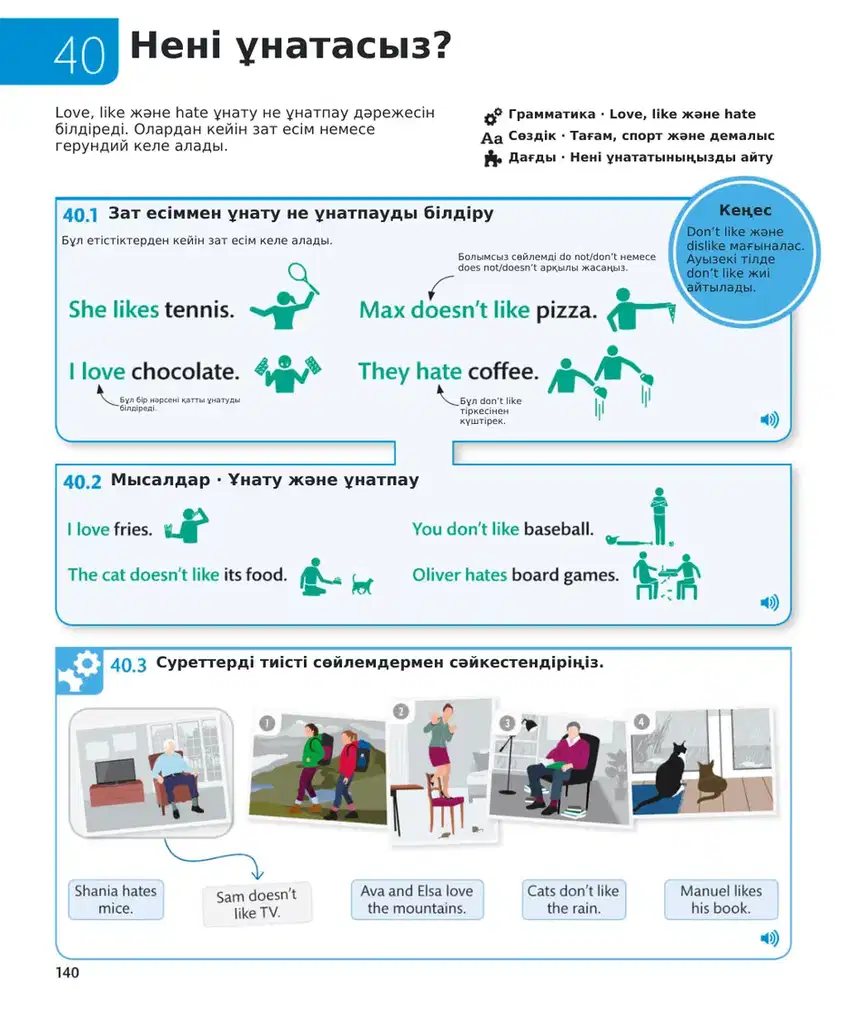 40
Нені ұнатасыз?
Love, like және hate ұнату не ұнатпау дәрежесін
білдіреді. Олардан кейін зат есім немесе
герундий келе алады.
Грамматика · Love, like және hate
Aa Сөздік · Тағам, спорт және демалыс
Дағды · Нені ұнататыныңызды айту
40.1 Зат есіммен ұнату не ұнатпауды білдіру
Бұл етістіктерден кейін зат есім келе алады.
Кеңес
Don’t like және
dislike мағыналас.
Ауызекі тілде
don’t like жиі
айтылады.
Болымсыз сөйлемді do not/don’t немесе
does not/doesn’t арқылы жасаңыз.
She likes tennis.
Max doesn’t like pizza.
I love chocolate.
They hate coffee.
Бұл бір нәрсені қатты ұнатуды
білдіреді.
Бұл don’t like
тіркесінен
күштірек.
40.2 Мысалдар · Ұнату және ұнатпау
I love fries.
You don’t like baseball.
The cat doesn’t like its food.
Oliver hates board games.
40.3 Суреттерді тиісті сөйлемдермен сәйкестендіріңіз.
1
2
3
4
Shania hates
mice.
Sam doesn’t
like TV.
Ava and Elsa love
the mountains.
Cats don’t like
the rain.
Manuel likes
his book.
140